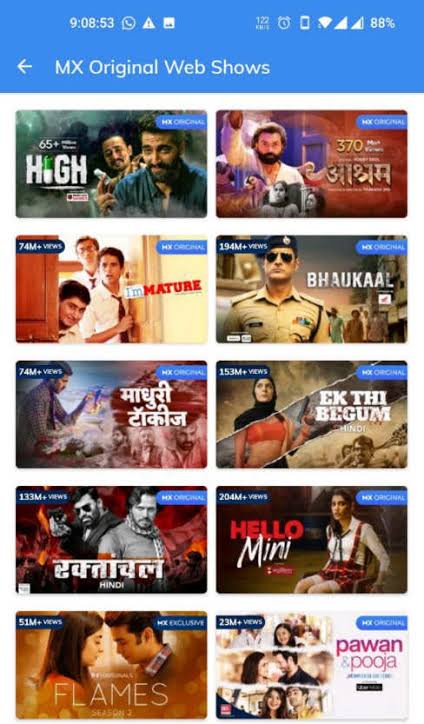 9:08:53
122
KB/S
88%
MX Original Web Shows
65+ Million
Views
MX ORIGINAL
HIGH
370 Mn+
Views
MX ORIGINAL
आश्रम
74M+ VIEWS
MX ORIGINAL
ImMATURE
194M+ VIEWS
MX ORIGINAL
BHAUKAAL
74M+ VIEWS
MX ORIGINAL
माधुरी
टॉकीज
153M+ VIEWS
MX ORIGINAL
EK THI
BEGUM
HINDI
133M+ VIEWS
MX ORIGINAL
रक्तांचल
HINDI
204M+ VIEWS
MX ORIGINAL
HELLO
Mini
51M+ VIEWS
MX EXCLUSIVE
FLAMES
SEASON 2
23M+ VIEWS
MX ORIGINAL
pawan
&pooja